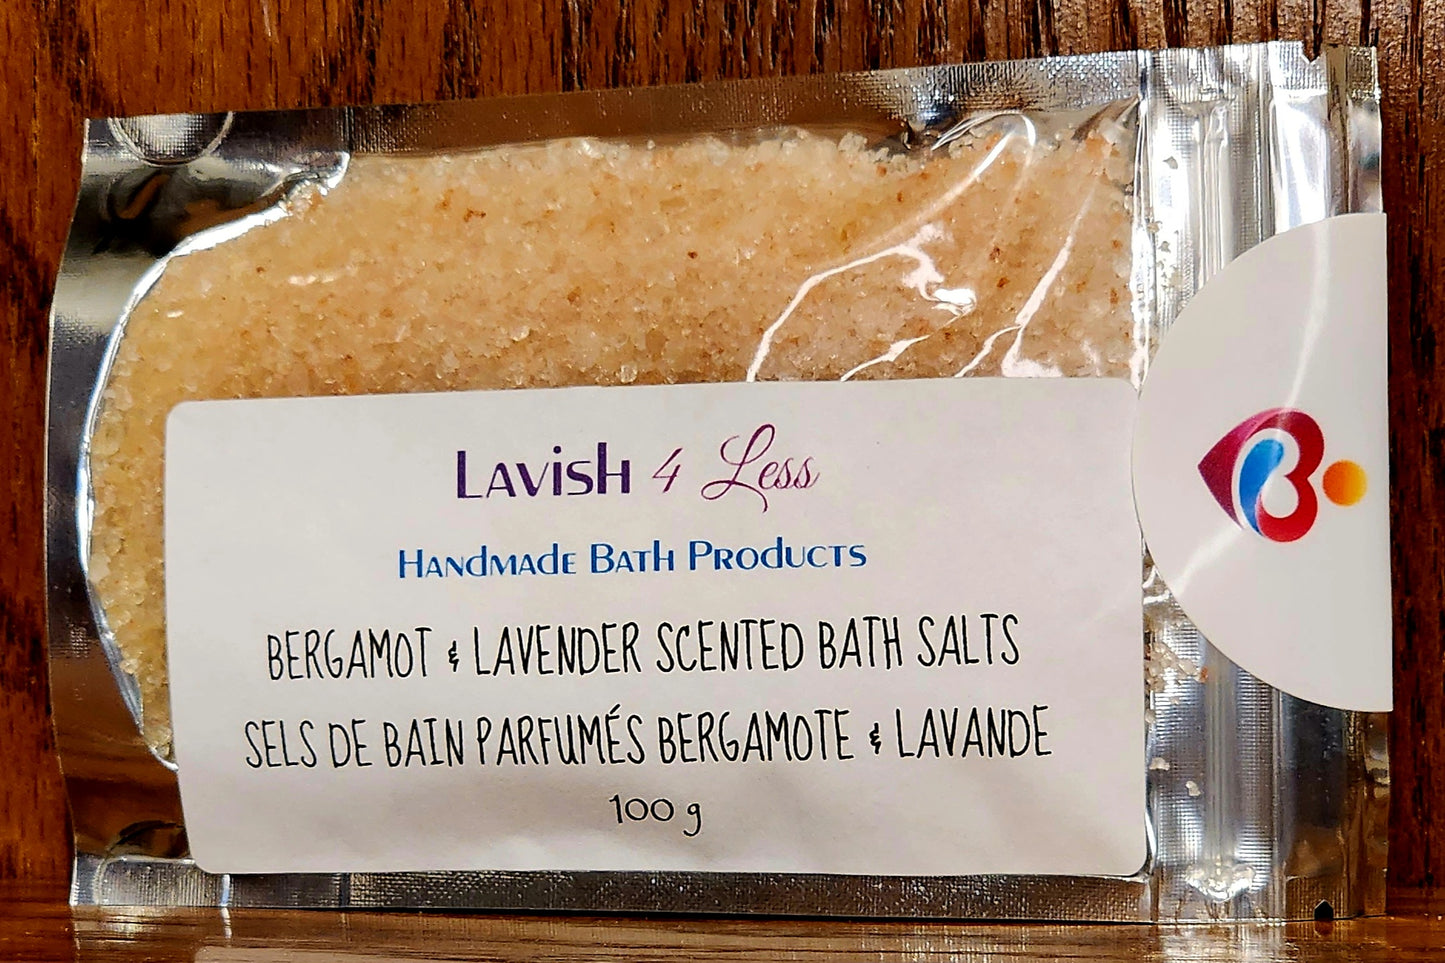 Lavish 4 Less
Handmade Bath Products
BERGAMOT & LAVENDER SCENTED BATH SALTS
SELS DE BAIN PARFUMÉS BERGAMOTE & LAVANDE
100 g